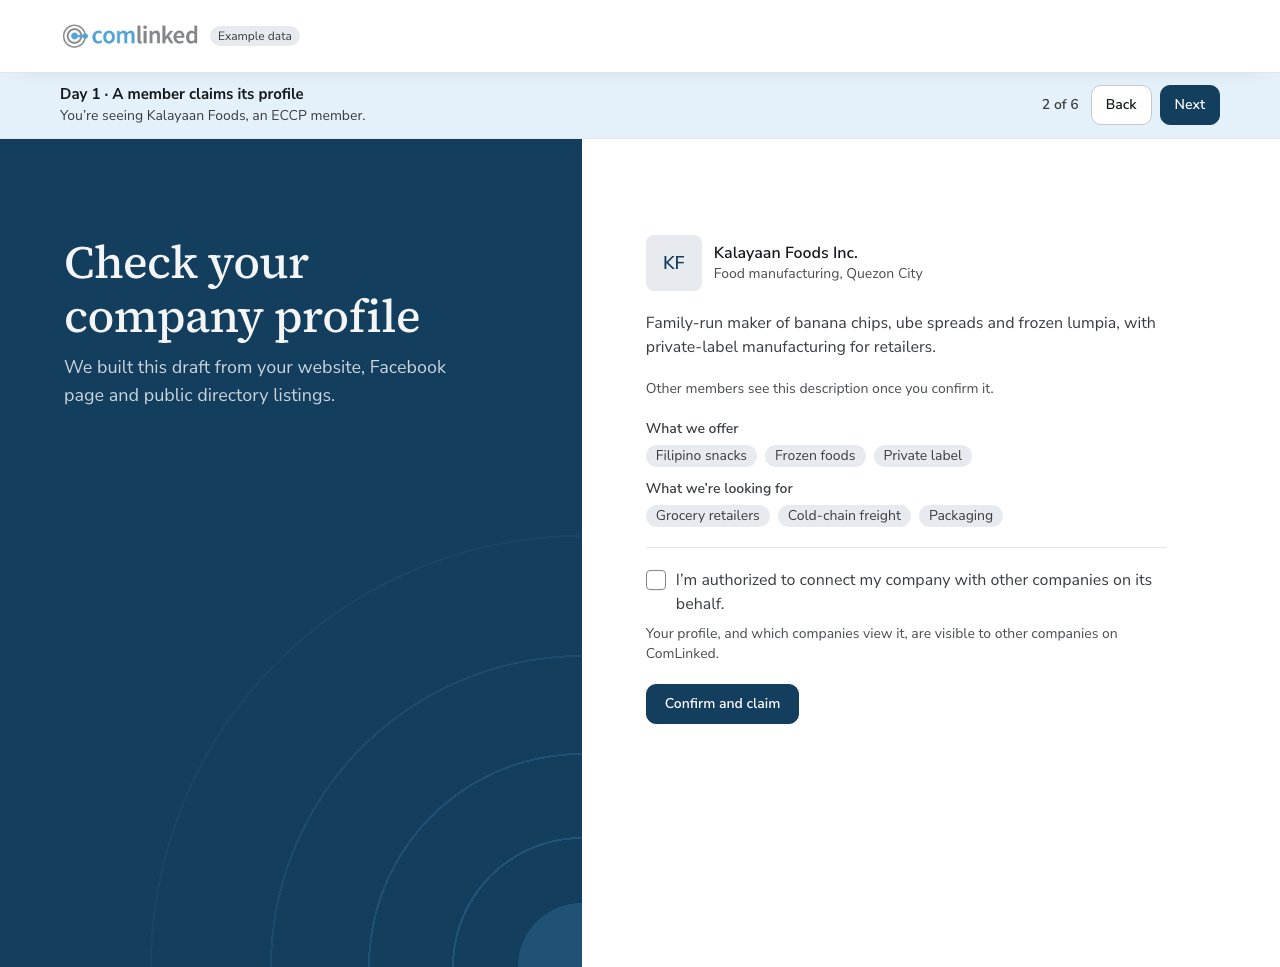 comlinked
Example data
Day 1 · A member claims its profile
You’re seeing Kalayaan Foods, an ECCP member.
2 of 6
Back
Next
Check your
company profile
We built this draft from your website, Facebook
page and public directory listings.
KF
Kalayaan Foods Inc.
Food manufacturing, Quezon City
Family-run maker of banana chips, ube spreads and frozen lumpia, with
private-label manufacturing for retailers.
Other members see this description once you confirm it.
What we offer
Filipino snacks
Frozen foods
Private label
What we’re looking for
Grocery retailers
Cold-chain freight
Packaging
I’m authorized to connect my company with other companies on its
behalf.
Your profile, and which companies view it, are visible to other companies on
ComLinked.
Confirm and claim